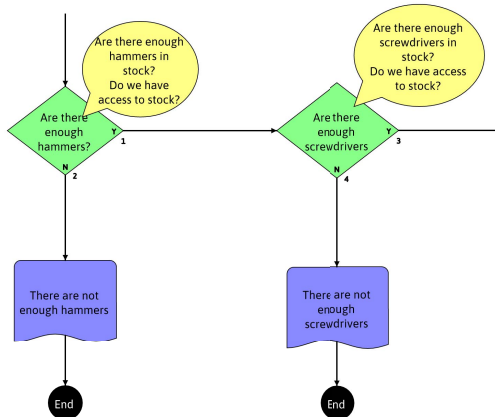 Are there enough
hammers in
stock?
Do we have
access to stock?
Are there enough
screwdrivers in
stock?
Do we have access
to stock?
Are there
enough
hammers?
Y
1
N
2
Are there
enough
screwdrivers
Y
3
N
4
There are not
enough hammers
There are not
enough
screwdrivers
End
End